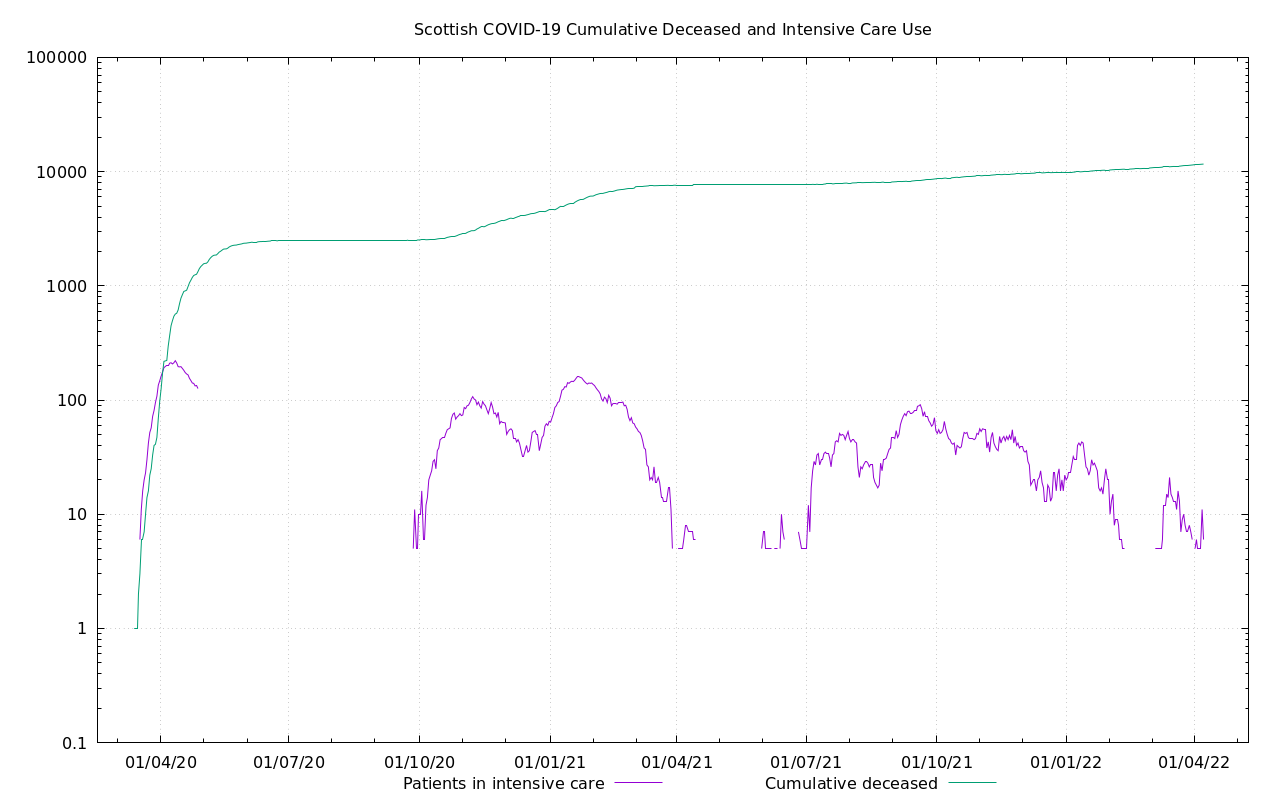 Scottish COVID-19 Cumulative Deceased and Intensive Care Use
100000
10000
1000
100
10
1
0.1
01/04/20 01/07/20 01/10/20 01/01/21 01/04/21 01/07/21 01/10/21 01/01/22 01/04/22
Patients in intensive care Cumulative deceased